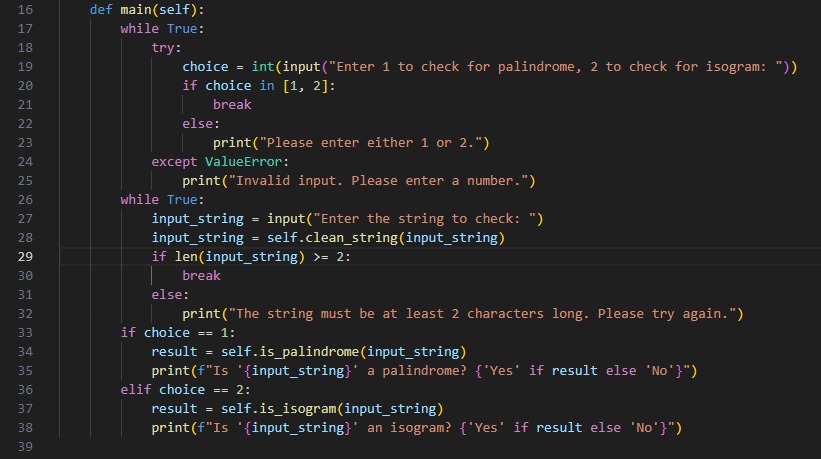 16 def main(self):
17 while True:
18 try:
19 choice = int(input("Enter 1 to check for palindrome, 2 to check for isogram: "))
20 if choice in [1, 2]:
21 break
22 else:
23 print("Please enter either 1 or 2.")
24 except ValueError:
25 print("Invalid input. Please enter a number.")
26 while True:
27 input_string = input("Enter the string to check: ")
28 input_string = self.clean_string(input_string)
29 if len(input_string) >= 2:
30 break
31 else:
32 print("The string must be at least 2 characters long. Please try again.")
33 if choice == 1:
34 result = self.is_palindrome(input_string)
35 print(f"Is '{input_string}' a palindrome? {'Yes' if result else 'No'}")
36 elif choice == 2:
37 result = self.is_isogram(input_string)
38 print(f"Is '{input_string}' an isogram? {'Yes' if result else 'No'}")
39